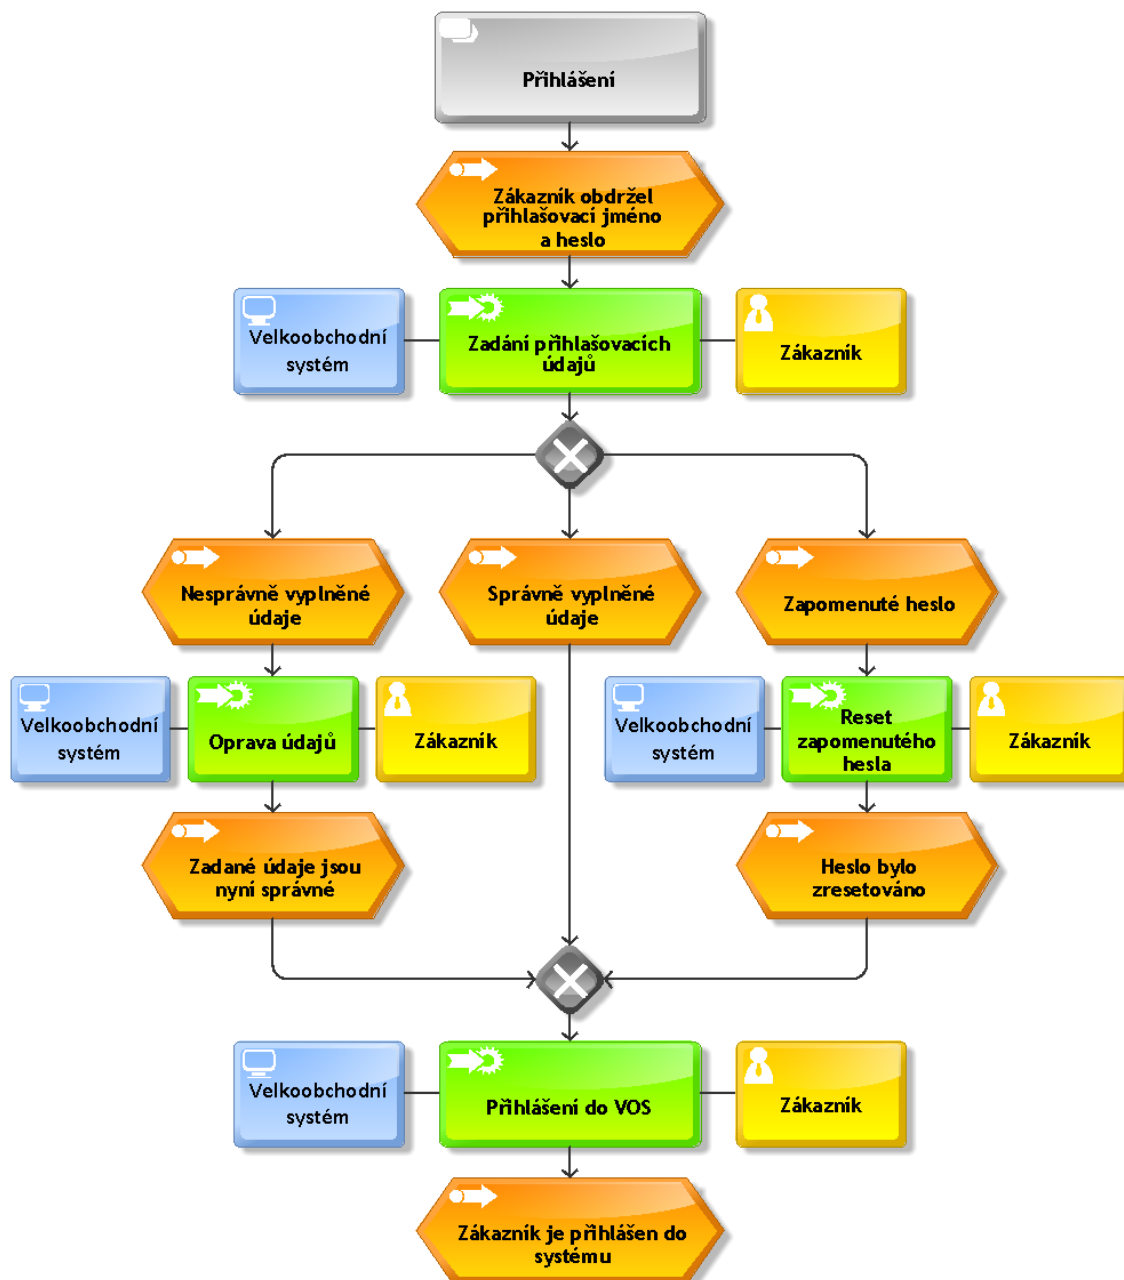 Přihlášení
Zákazník obdržel
přihlašovací jméno
a heslo
Velkoobchodní
systém
Zadání přihlašovacích
údajů
Zákazník
Nesprávně vyplněné
údaje
Správně vyplněné
údaje
Zapomenuté heslo
Velkoobchodní
systém
Oprava údajů
Zákazník
Velkoobchodní
systém
Reset
zapomenutého
hesla
Zákazník
Zadané údaje jsou
nyní správné
Heslo bylo
zresetováno
Velkoobchodní
systém
Přihlášení do VOS
Zákazník
Zákazník je přihlášen do
systému